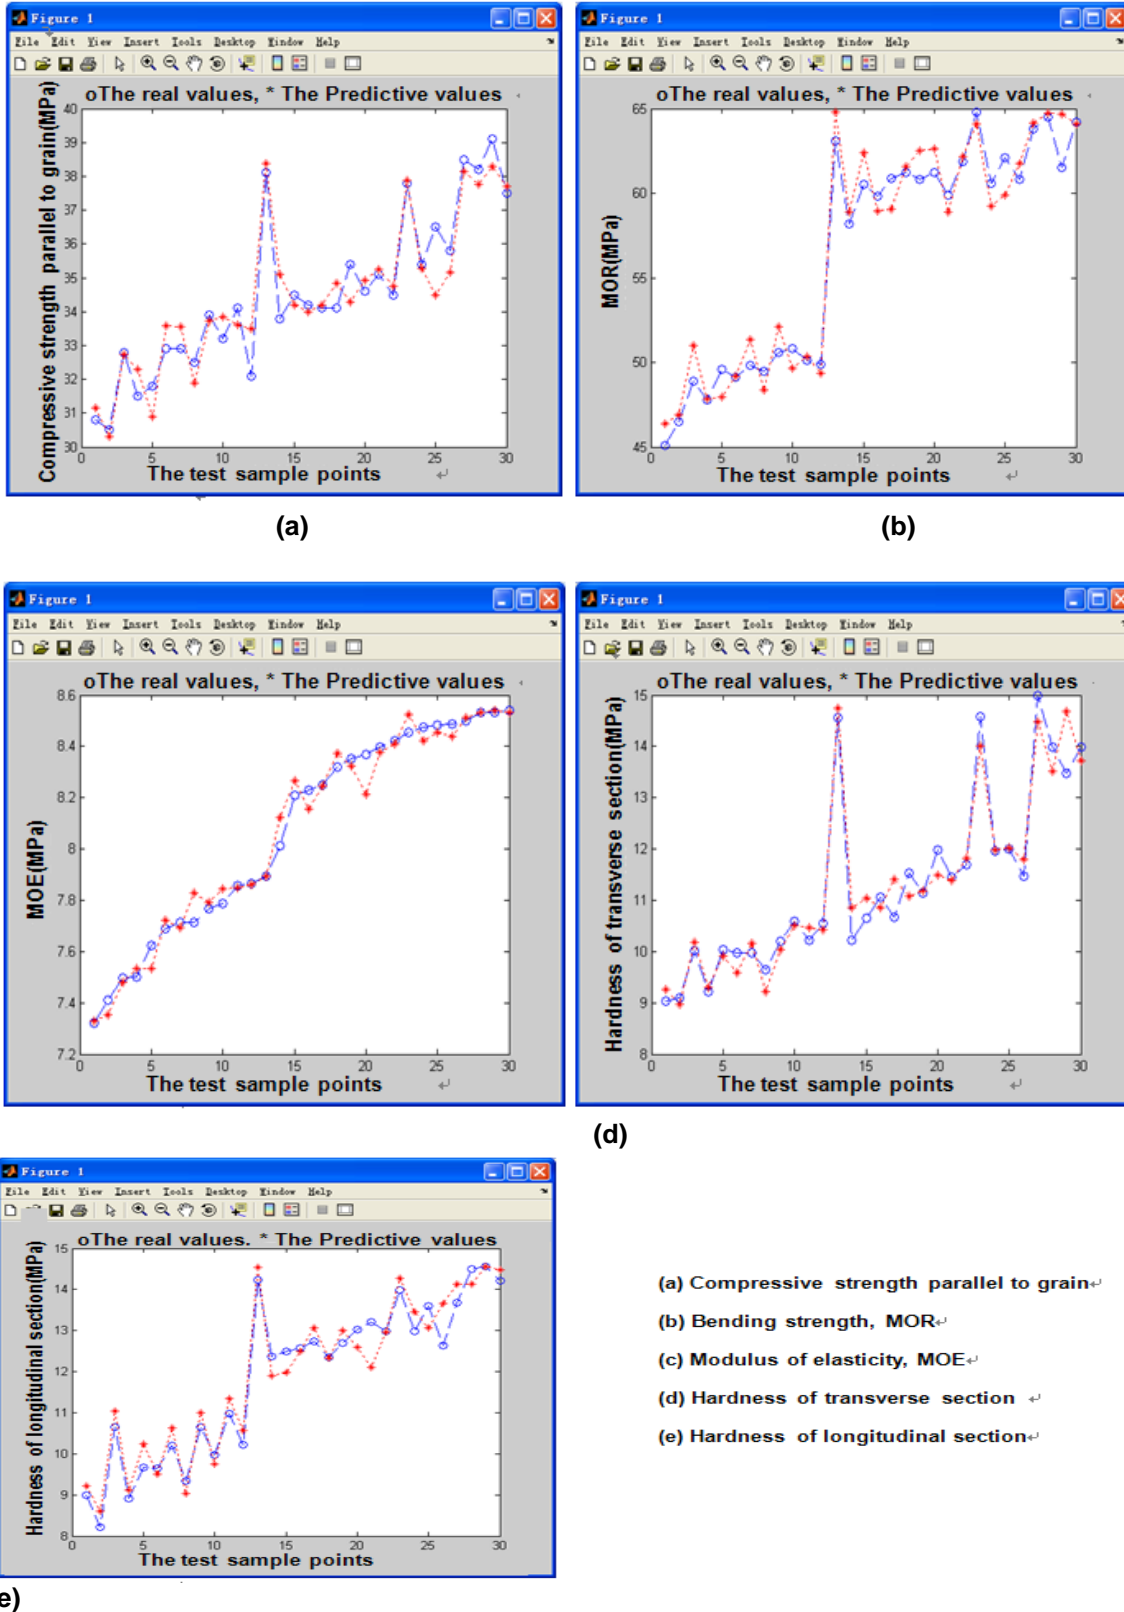 Figure 1
File Edit View Insert Tools Desktop Window Help
oThe real values, * The Predictive values
Compressive strength parallel to grain(MPa)
40
39
38
37
36
35
34
33
32
31
30
0 5 10 15 20 25 30
The test sample points
(a)
Figure 1
File Edit View Insert Tools Desktop Window Help
oThe real values, * The Predictive values
MOR(MPa)
65
60
55
50
45
0 5 10 15 20 25 30
The test sample points
(b)
Figure 1
File Edit View Insert Tools Desktop Window Help
oThe real values, * The Predictive values
MOE(MPa)
8.6
8.4
8.2
8
7.8
7.6
7.4
7.2
0 5 10 15 20 25 30
The test sample points
Figure 1
File Edit View Insert Tools Desktop Window Help
oThe real values, * The Predictive values
Hardness of transverse section(MPa)
15
14
13
12
11
10
9
8
0 5 10 15 20 25 30
The test sample points
(d)
Figure 1
File Edit View Insert Tools Desktop Window Help
oThe real values. * The Predictive values
Hardness of longitudinal section(MPa)
15
14
13
12
11
10
9
8
0 5 10 15 20 25 30
The test sample points
e)
(a) Compressive strength parallel to grain
(b) Bending strength, MOR
(c) Modulus of elasticity, MOE
(d) Hardness of transverse section
(e) Hardness of longitudinal section